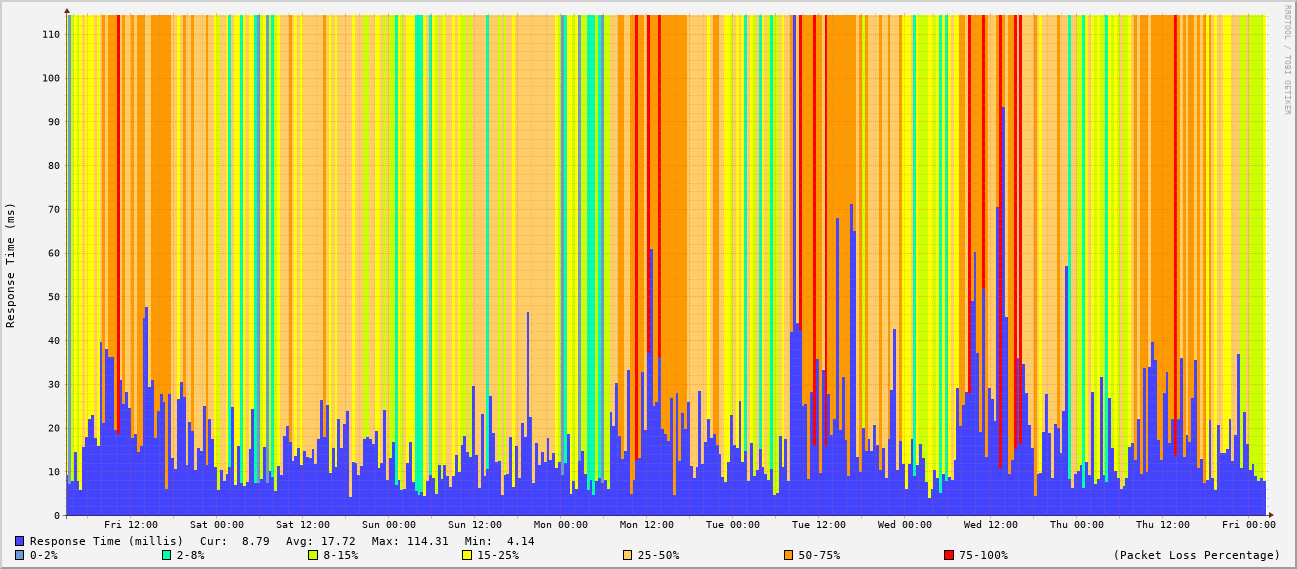 RRDTOOL / TOBI OETIKER
Response Time (ms)
110
100
90
80
70
60
50
40
30
20
10
0
Fri 12:00 Sat 00:00 Sat 12:00 Sun 00:00 Sun 12:00 Mon 00:00 Mon 12:00 Tue 00:00 Tue 12:00 Wed 00:00 Wed 12:00 Thu 00:00 Thu 12:00 Fri 00:00
Response Time (millis) Cur: 8.79 Avg: 17.72 Max: 114.31 Min: 4.14
0-2% 2-8% 8-15% 15-25% 25-50% 50-75% 75-100% (Packet Loss Percentage)